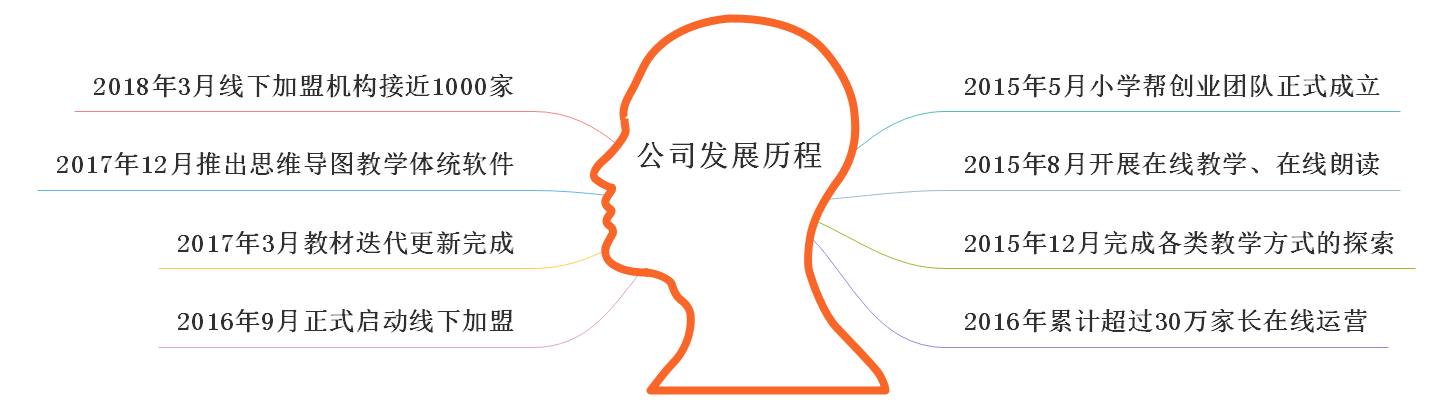 公司发展历程
2015年5月小学帮创业团队正式成立
2015年8月开展在线教学、在线朗读
2015年12月完成各类教学方式的探索
2016年累计超过30万家长在线运营
2018年3月线下加盟机构接近1000家
2017年12月推出思维导图教学体统软件
2017年3月教材迭代更新完成
2016年9月正式启动线下加盟